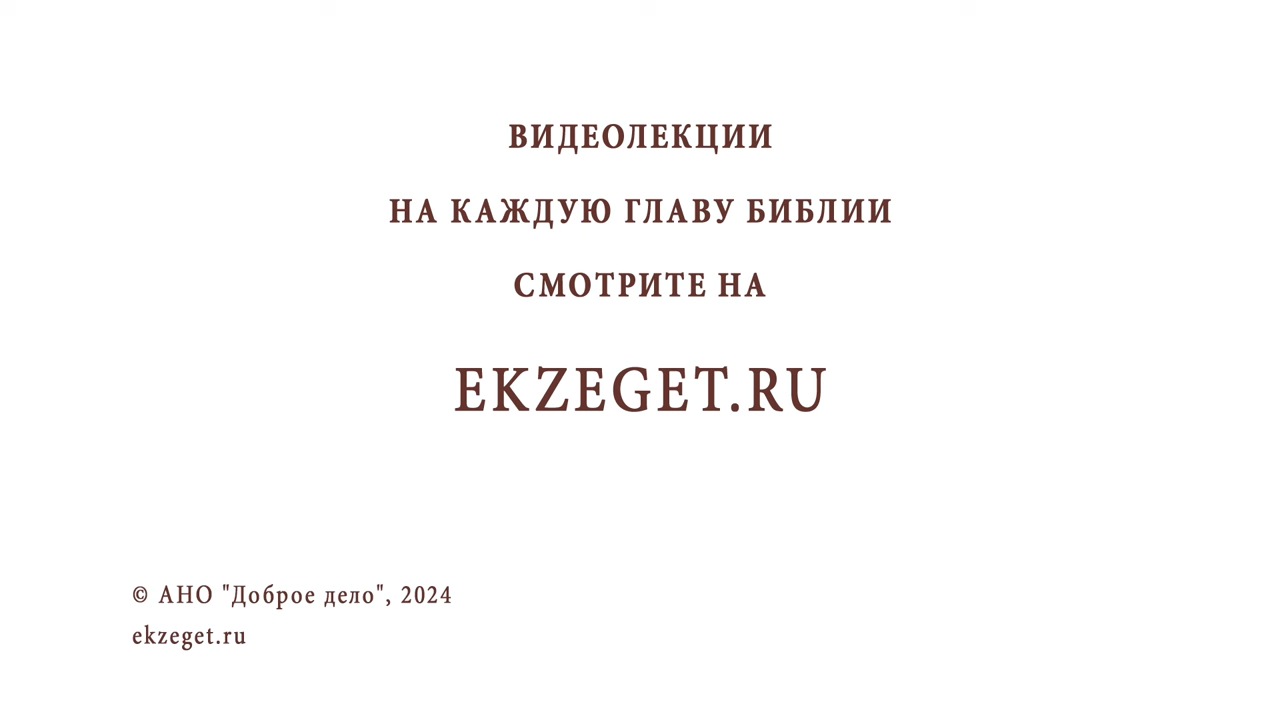 ВИДЕОЛЕКЦИИ
НА КАЖДУЮ ГЛАВУ БИБЛИИ
СМОТРИТЕ НА
EKZEGET.RU
© АНО "Доброе дело", 2024
ekzeget.ru